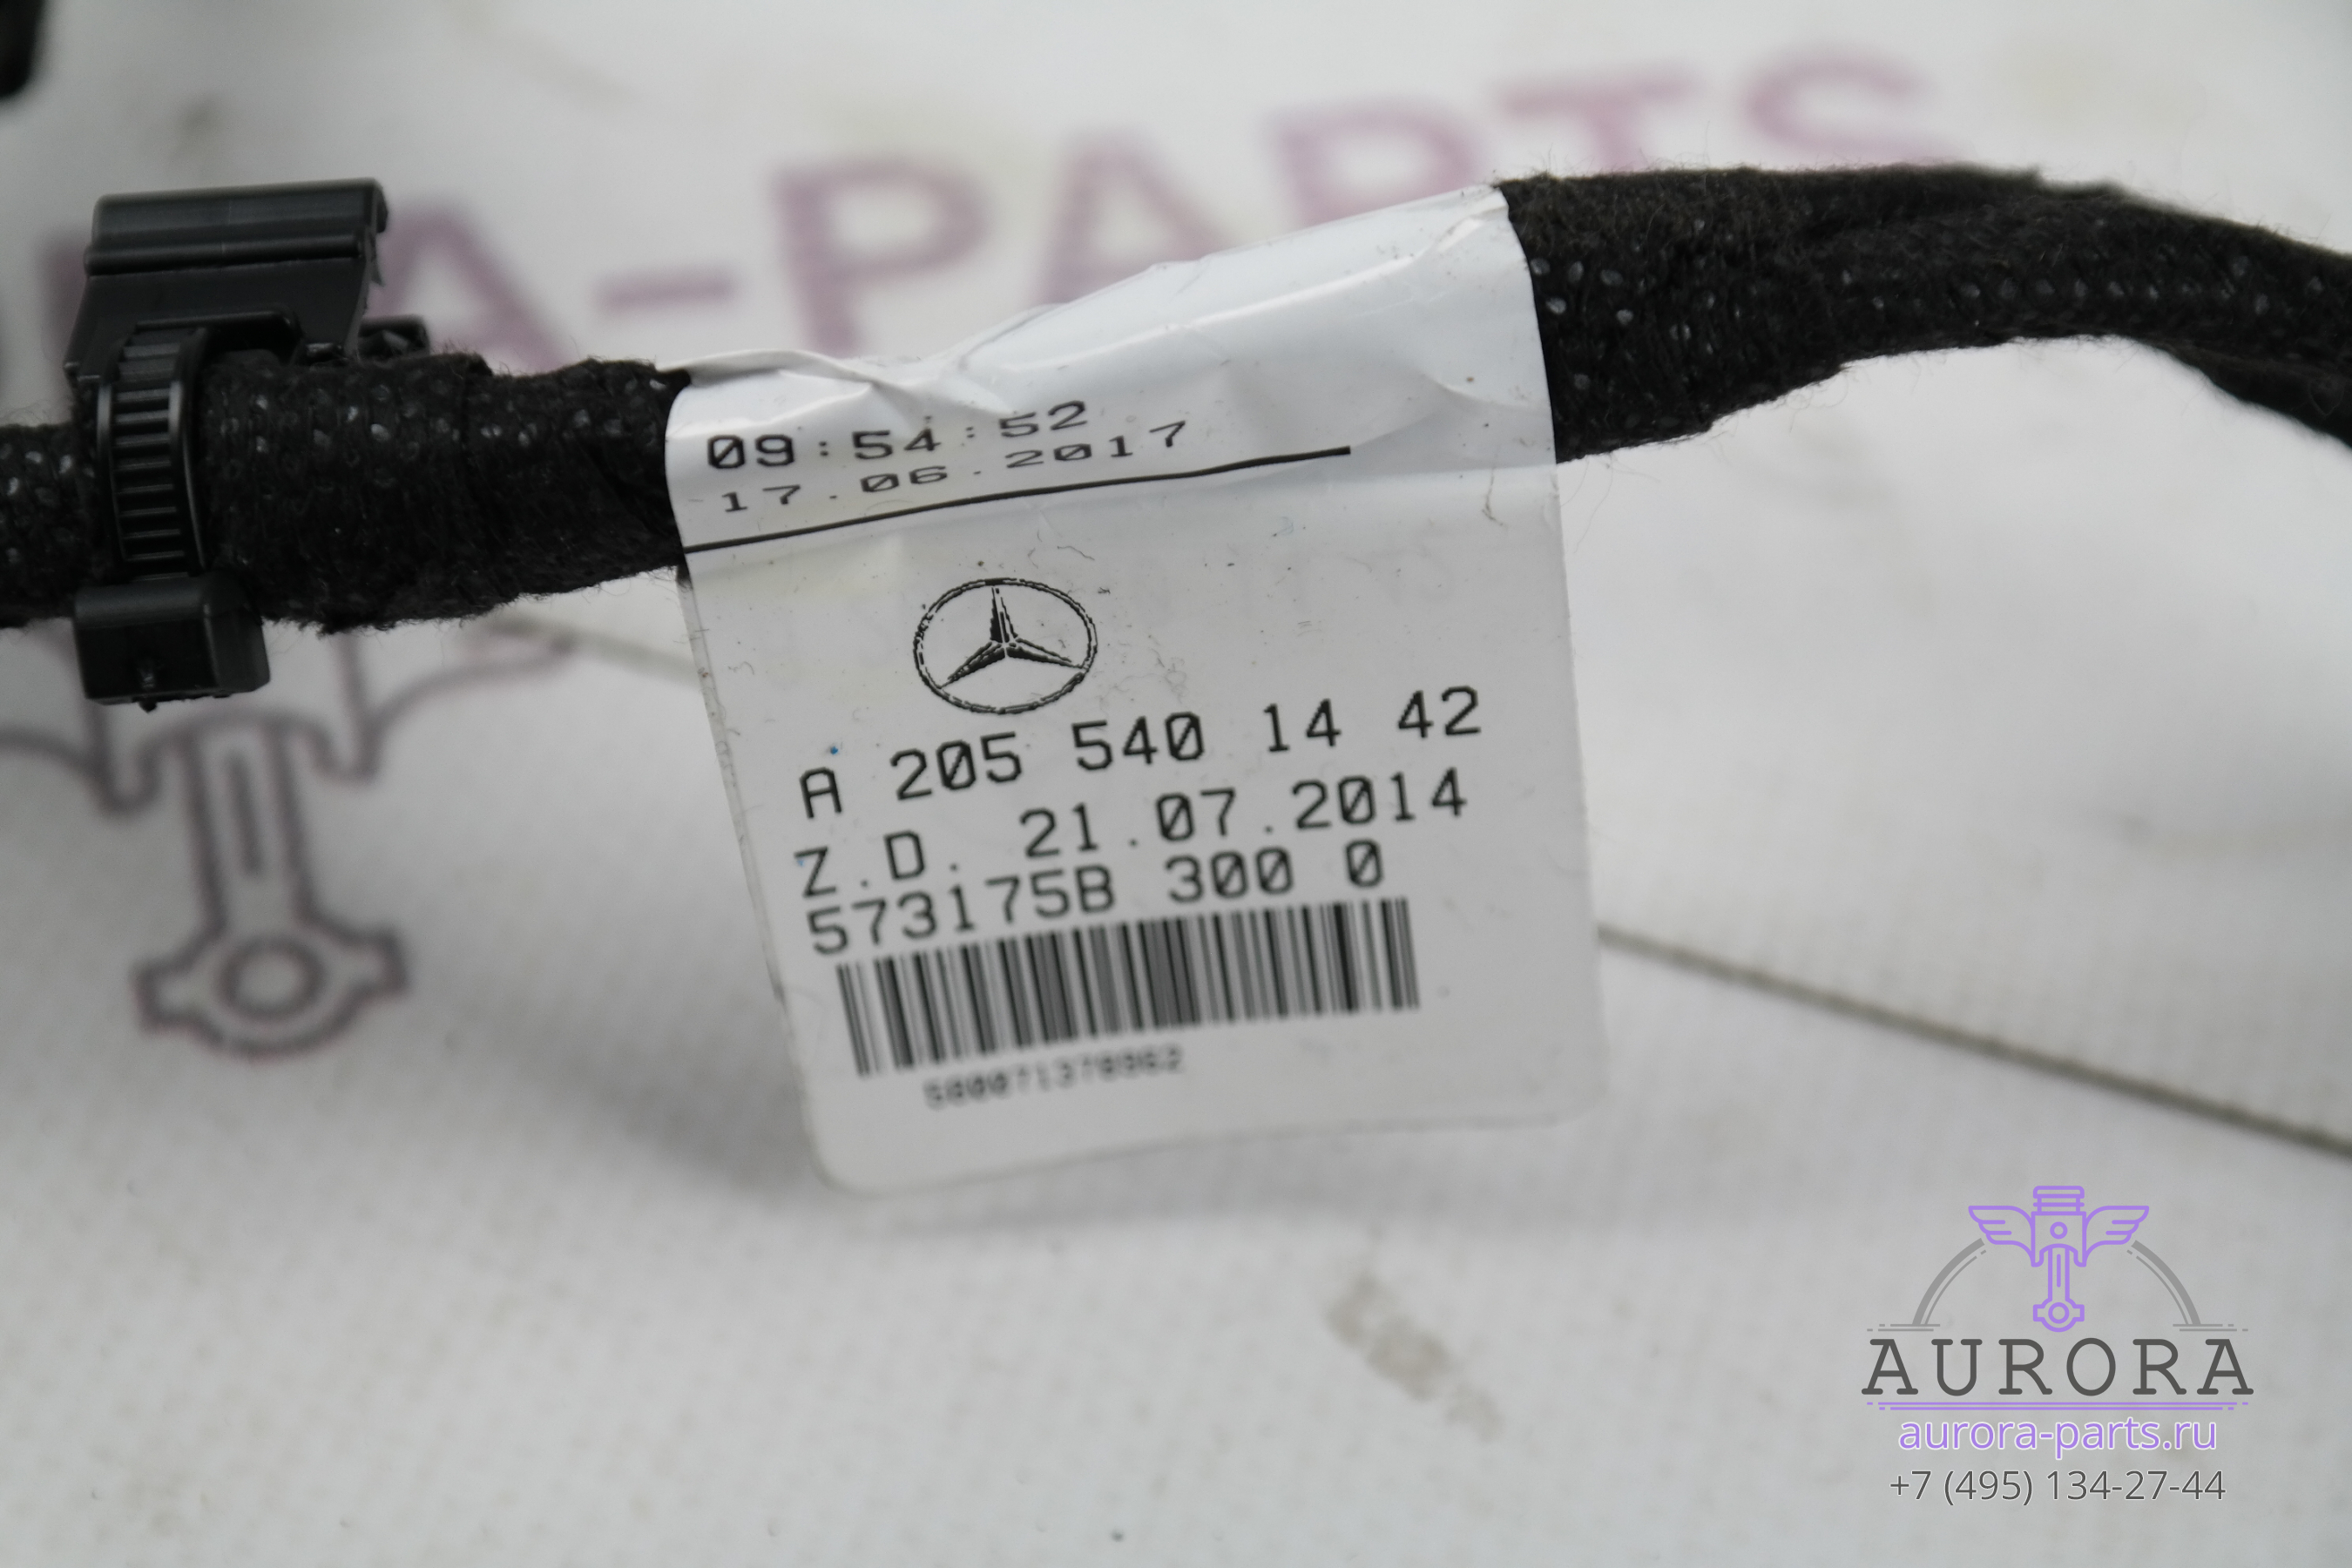 A-PARTS
09:54:52
17.06.2017
A 205 540 14 42
Z.D. 21.07.2014
573175B 300 0
AURORA
aurora-parts.ru
+7 (495) 134-27-44